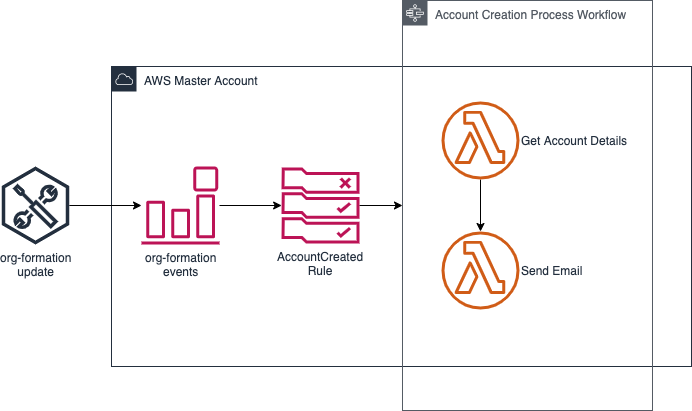 Account Creation Process Workflow
AWS Master Account
Get Account Details
org-formation
update
org-formation
events
AccountCreated
Rule
Send Email